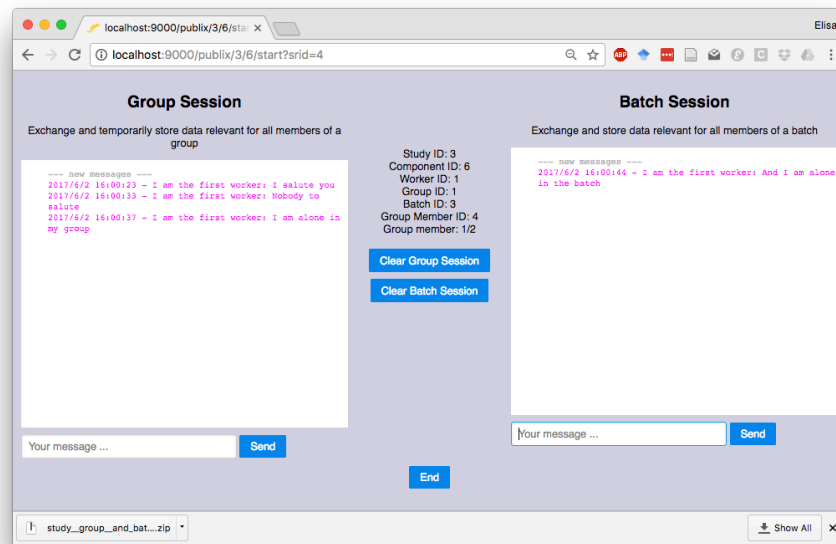 localhost:9000/publix/3/6/sta
Elisa
localhost:9000/publix/3/6/start?srid=4
ABP
C
Group Session
Exchange and temporarily store data relevant for all members of a
group
--- new messages ---
2017/6/2 16:00:23 - I am the first worker: I salute you
2017/6/2 16:00:33 - I am the first worker: Nobody to
salute
2017/6/2 16:00:37 - I am the first worker: I am alone in
my group
Your message ...
Send
Study ID: 3
Component ID: 6
Worker ID: 1
Group ID: 1
Batch ID: 3
Group Member ID: 4
Group member: 1/2
Clear Group Session
Clear Batch Session
End
Batch Session
Exchange and store data relevant for all members of a batch
--- new messages ---
2017/6/2 16:00:44 - I am the first worker: And I am alone
in the batch
Your message ...
Send
study__group__and_bat....zip
Show All